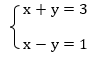 x + y = 3
x − y = 1